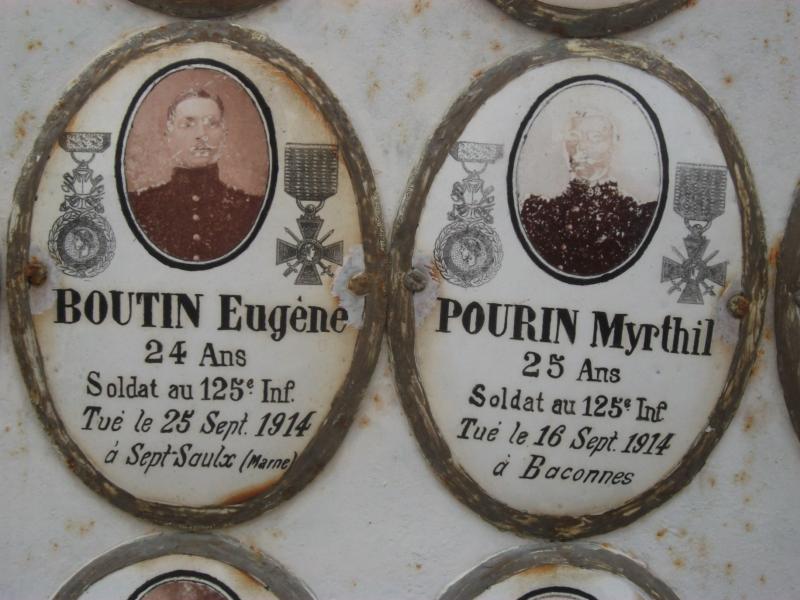 BOUTIN Eugène
24 Ans
Soldat au 125e Inf.
Tué le 25 Sept. 1914
à Sept-Saulx (Marne)
POURIN Myrthil
25 Ans
Soldat au 125e Inf
Tué le 16 Sept. 1914
à Baconnes